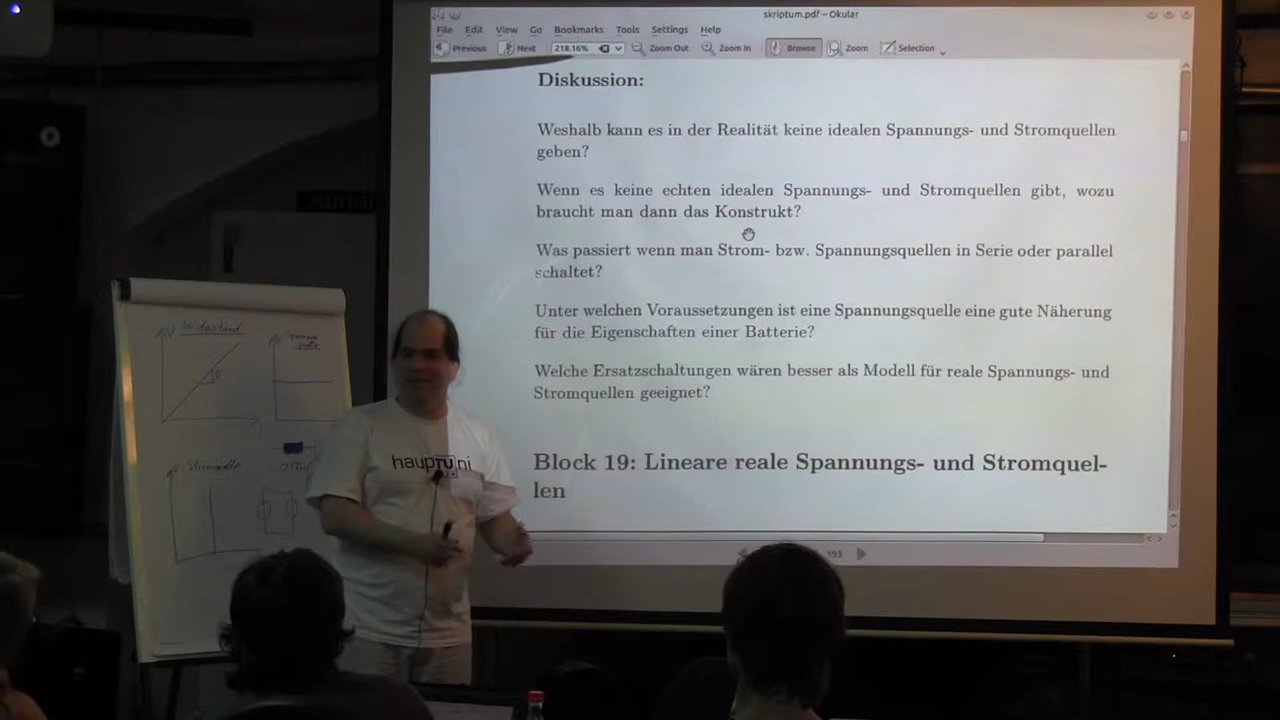 skriptum.pdf – Okular
File Edit View Go Bookmarks Tools Settings Help
Previous Next 218,16% Zoom Out Zoom In Browse Zoom Selection
Diskussion:
Weshalb kann es in der Realität keine idealen Spannungs- und Stromquellen
geben?
Wenn es keine echten idealen Spannungs- und Stromquellen gibt, wozu
braucht man dann das Konstrukt?
Was passiert wenn man Strom- bzw. Spannungsquellen in Serie oder parallel
schaltet?
Unter welchen Voraussetzungen ist eine Spannungsquelle eine gute Näherung
für die Eigenschaften einer Batterie?
Welche Ersatzschaltungen wären besser als Modell für reale Spannungs- und
Stromquellen geeignet?
Block 19: Lineare reale Spannungs- und Stromquel-
len
193
Widerstand
Stromquelle